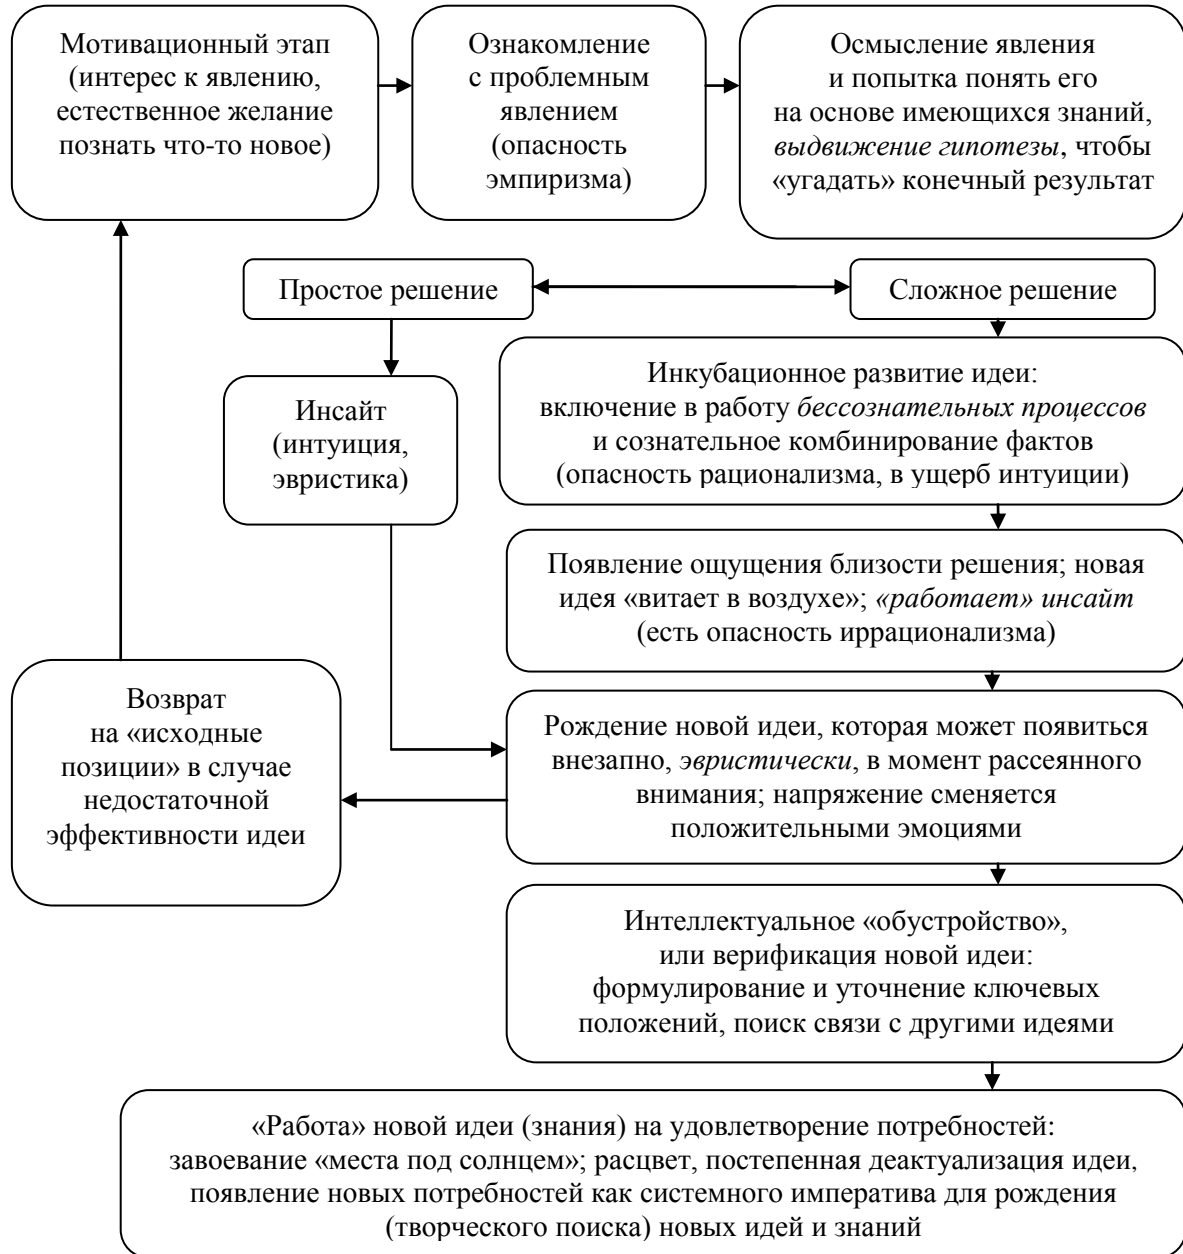 Мотивационный этап
(интерес к явлению,
естественное желание
познать что-то новое)
Ознакомление
с проблемным
явлением
(опасность
эмпиризма)
Осмысление явления
и попытка понять его
на основе имеющихся знаний,
выдвижение гипотезы, чтобы
«угадать» конечный результат
Простое решение
Сложное решение
Инсайт
(интуиция,
эвристика)
Инкубационное развитие идеи:
включение в работу бессознательных процессов
и сознательное комбинирование фактов
(опасность рационализма, в ущерб интуиции)
Появление ощущения близости решения; новая
идея «витает в воздухе»; «работает» инсайт
(есть опасность иррационализма)
Возврат
на «исходные
позиции» в случае
недостаточной
эффективности идеи
Рождение новой идеи, которая может появиться
внезапно, эвристически, в момент рассеянного
внимания; напряжение сменяется
положительными эмоциями
Интеллектуальное «обустройство»,
или верификация новой идеи:
формулирование и уточнение ключевых
положений, поиск связи с другими идеями
«Работа» новой идеи (знания) на удовлетворение потребностей:
завоевание «места под солнцем»; расцвет, постепенная деактуализация идеи,
появление новых потребностей как системного императива для рождения
(творческого поиска) новых идей и знаний